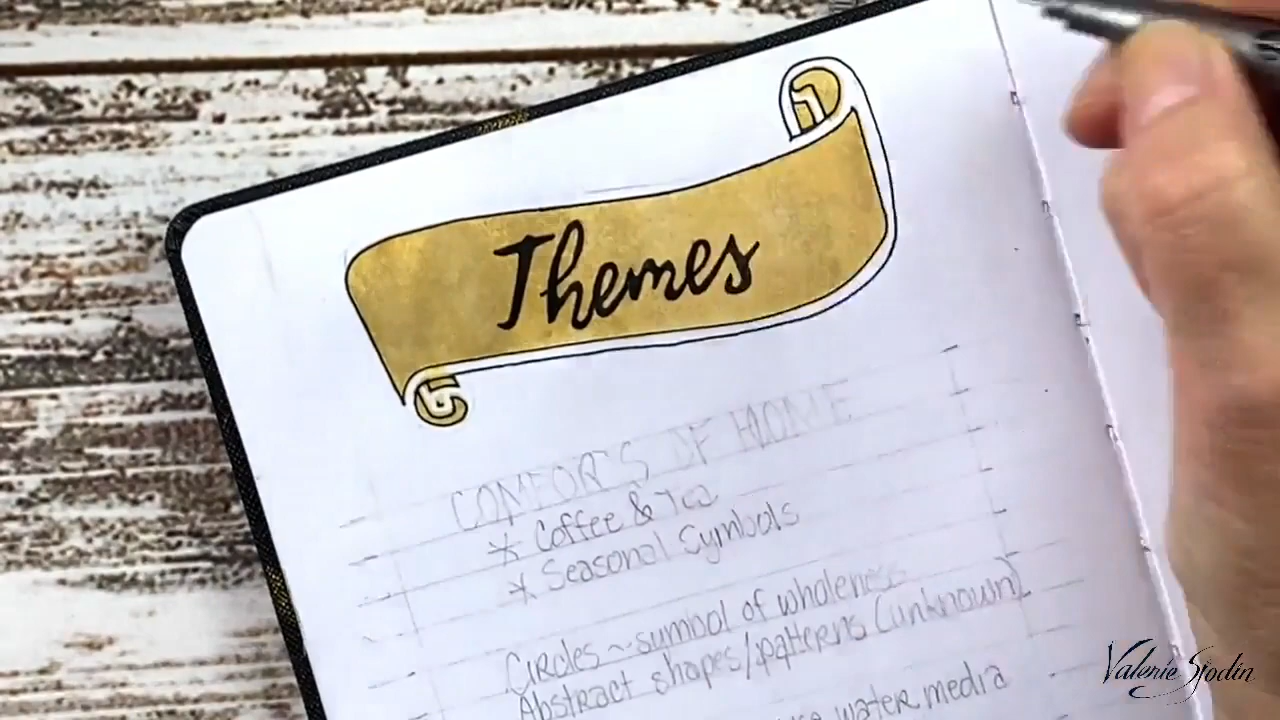 Themes
COMFORTS OF HOME
* Coffee & Tea
* Seasonal Symbols
Circles ~ symbol of wholeness
Abstract shapes/patterns (unknown)
water media
Valerie Sjodin